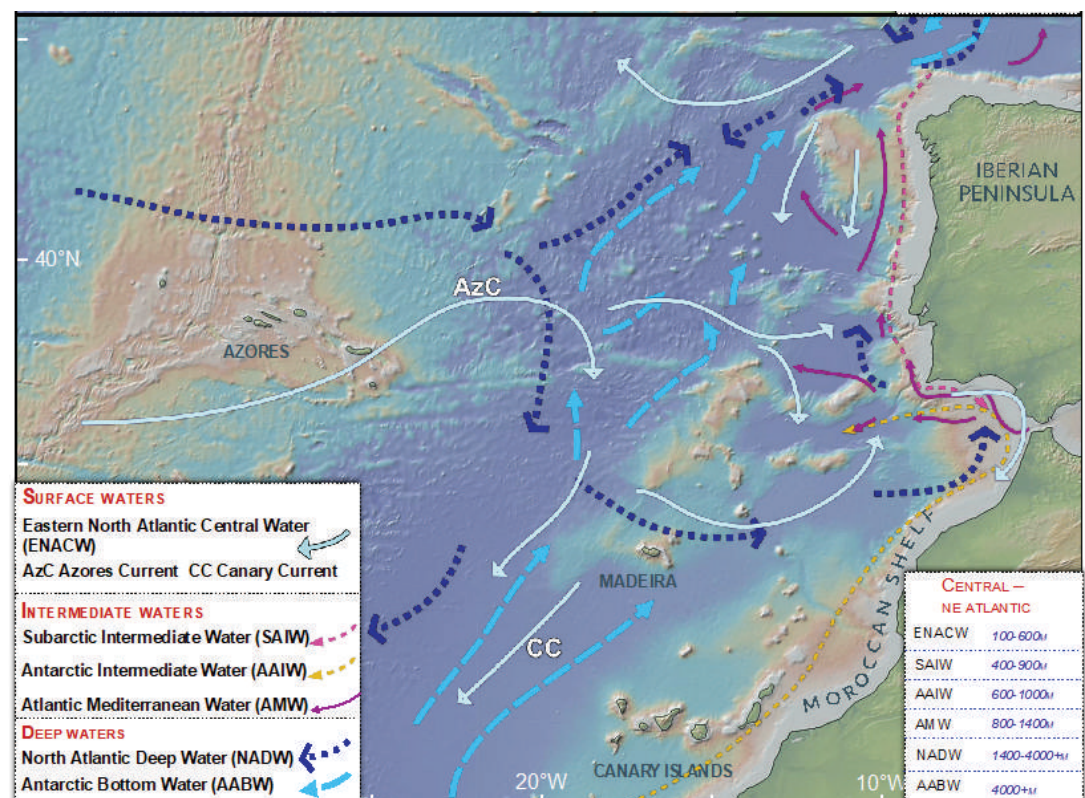 IBERIAN
PENINSULA
40°N
AzC
AZORES
SURFACE WATERS
Eastern North Atlantic Central Water
(ENACW)
AzC Azores Current CC Canary Current
INTERMEDIATE WATERS
Subarctic Intermediate Water (SAIW)
Antarctic Intermediate Water (AAIW)
Atlantic Mediterranean Water (AMW)
DEEP WATERS
North Atlantic Deep Water (NADW)
Antarctic Bottom Water (AABW)
MADEIRA
CC
MOROCCAN SHELF
CANARY ISLANDS
20°W
10°W
CENTRAL –
NE ATLANTIC
ENACW 100-600M
SAIW 400-900M
AAIW 600-1000M
AMW 800-1400M
NADW 1400-4000+M
AABW 4000+M